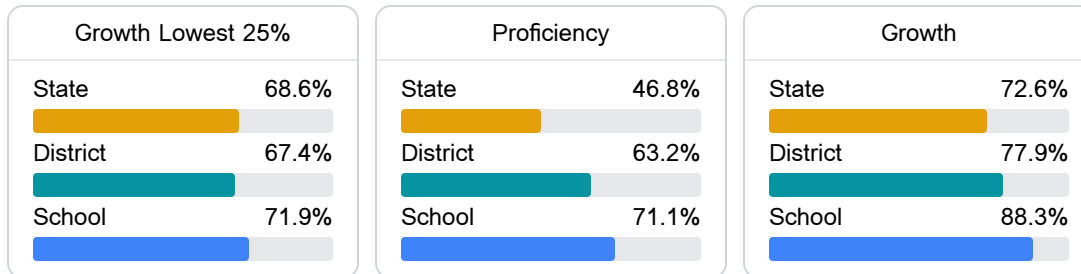 Growth Lowest 25%
State 68.6%
District 67.4%
School 71.9%
Proficiency
State 46.8%
District 63.2%
School 71.1%
Growth
State 72.6%
District 77.9%
School 88.3%